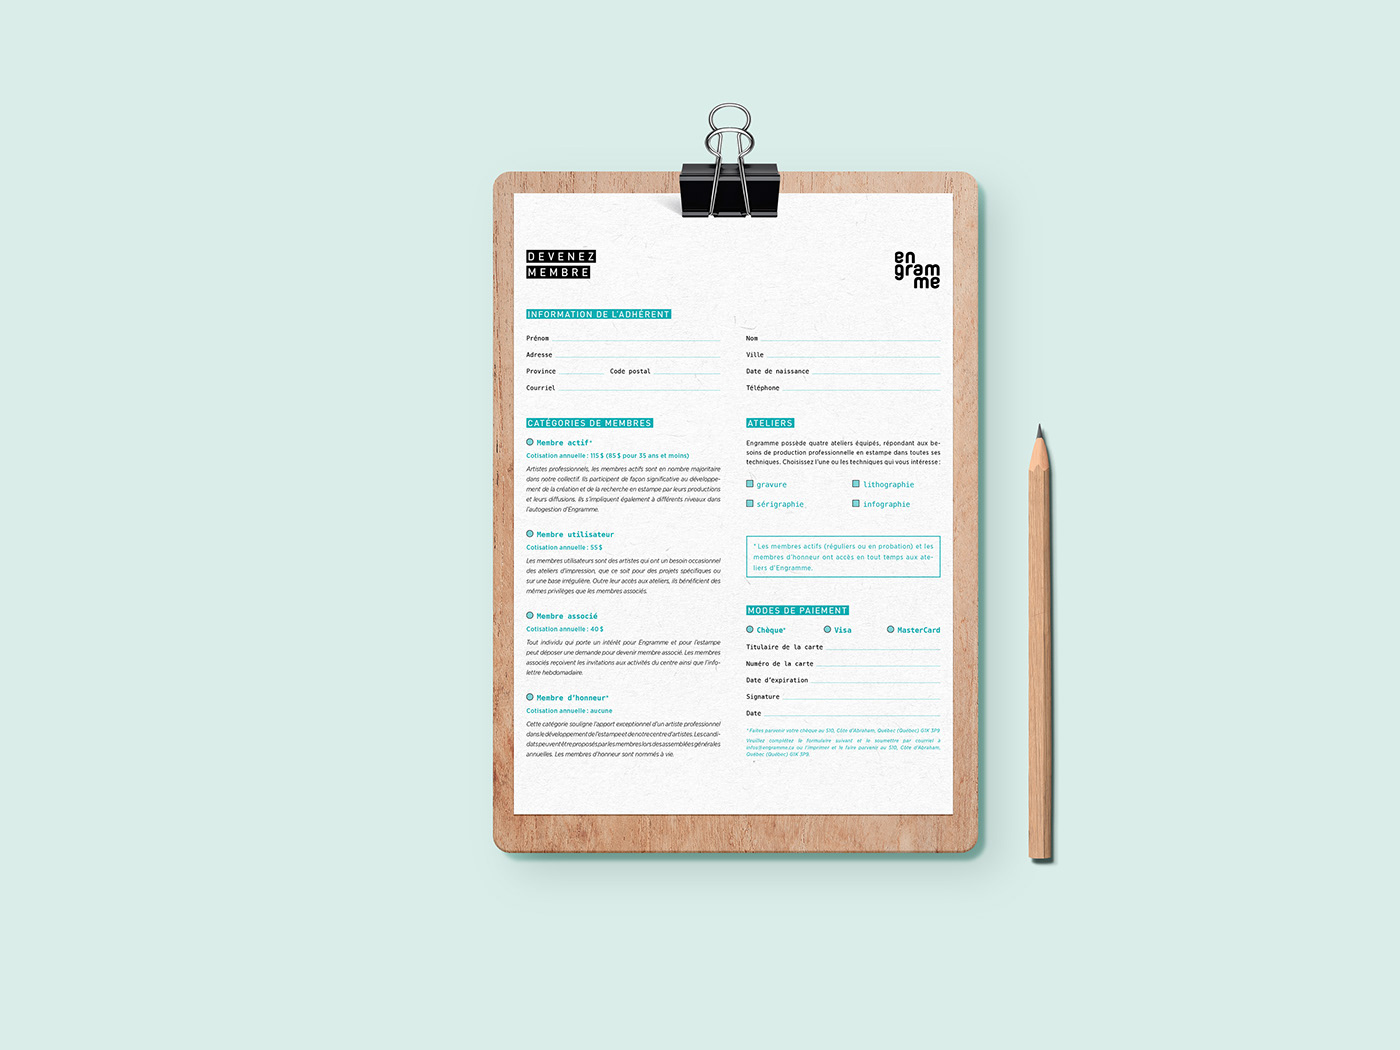 DEVENEZ
MEMBRE
en
gram
me
INFORMATION DE L'ADHÉRENT
Prénom
Adresse
Province Code postal
Courriel
Nom
Ville
Date de naissance
Téléphone
CATÉGORIES DE MEMBRES
Membre actif*
Cotisation annuelle : 115 $ (85 $ pour 35 ans et moins)
Artistes professionnels, les membres actifs sont en nombre majoritaire
dans notre collectif. Ils participent de façon significative au développe-
ment de la création et de la recherche en estampe par leurs productions
et leurs diffusions. Ils s'impliquent également à différents niveaux dans
l'autogestion d'Engramme.
Membre utilisateur
Cotisation annuelle : 55 $
Les membres utilisateurs sont des artistes qui ont un besoin occasionnel
des ateliers d'impression, que ce soit pour des projets spécifiques ou
sur une base irrégulière. Outre leur accès aux ateliers, ils bénéficient des
mêmes privilèges que les membres associés.
Membre associé
Cotisation annuelle : 40 $
Tout individu qui porte un intérêt pour Engramme et pour l'estampe
peut déposer une demande pour devenir membre associé. Les membres
associés reçoivent les invitations aux activités du centre ainsi que l'info-
lettre hebdomadaire.
Membre d'honneur*
Cotisation annuelle : aucune
Cette catégorie souligne l'apport exceptionnel d'un artiste professionnel
dans le développement de l'estampe et de notre centre d'artistes. Les candi-
dats peuvent être proposés par les membres lors des assemblées générales
annuelles. Les membres d'honneur sont nommés à vie.
ATELIERS
Engramme possède quatre ateliers équipés, répondant aux be-
soins de production professionnelle en estampe dans toutes ses
techniques. Choisissez l'une ou les techniques qui vous intéresse :
gravure lithographie
sérigraphie infographie
* Les membres actifs (réguliers ou en probation) et les
membres d'honneur ont accès en tout temps aux ate-
liers d'Engramme.
MODES DE PAIEMENT
Chèque* Visa MasterCard
Titulaire de la carte
Numéro de la carte
Date d'expiration
Signature
Date
* Faites parvenir votre chèque au 510, Côte d'Abraham, Québec (Québec) G1K 3P9
Veuillez complétez le formulaire suivant et le soumettre par courriel à
info@engramme.ca ou l'imprimer et le faire parvenir au 510, Côte d'Abraham,
Québec (Québec) G1K 3P9.